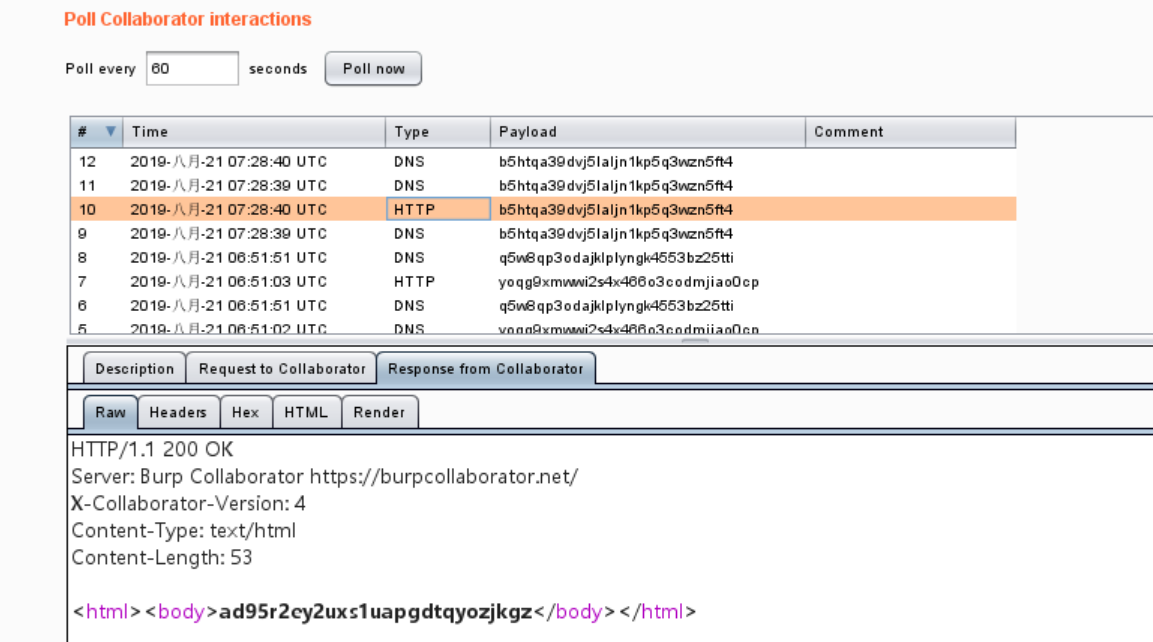 Poll Collaborator interactions
Poll every 60 seconds Poll now
# Time Type Payload Comment
12 2019-八月-21 07:28:40 UTC DNS b5htqa39dvj5laljn1kp5q3wzn5ft4
11 2019-八月-21 07:28:39 UTC DNS b5htqa39dvj5laljn1kp5q3wzn5ft4
10 2019-八月-21 07:28:40 UTC HTTP b5htqa39dvj5laljn1kp5q3wzn5ft4
9 2019-八月-21 07:28:39 UTC DNS b5htqa39dvj5laljn1kp5q3wzn5ft4
8 2019-八月-21 06:51:51 UTC DNS q5w8qp3odajklplyngk4553bz25tti
7 2019-八月-21 06:51:03 UTC HTTP yoqg9xmwwi2s4x466o3codmjiao0cp
6 2019-八月-21 06:51:51 UTC DNS q5w8qp3odajklplyngk4553bz25tti
5 2019-八月-21 06:51:02 UTC DNS yoqg9xmwwi2s4x466o3codmjiao0cp
Description Request to Collaborator Response from Collaborator
Raw Headers Hex HTML Render
HTTP/1.1 200 OK
Server: Burp Collaborator https://burpcollaborator.net/
X-Collaborator-Version: 4
Content-Type: text/html
Content-Length: 53
<html><body>ad95r2ey2uxs1uapgdtqyozjkgz</body></html>